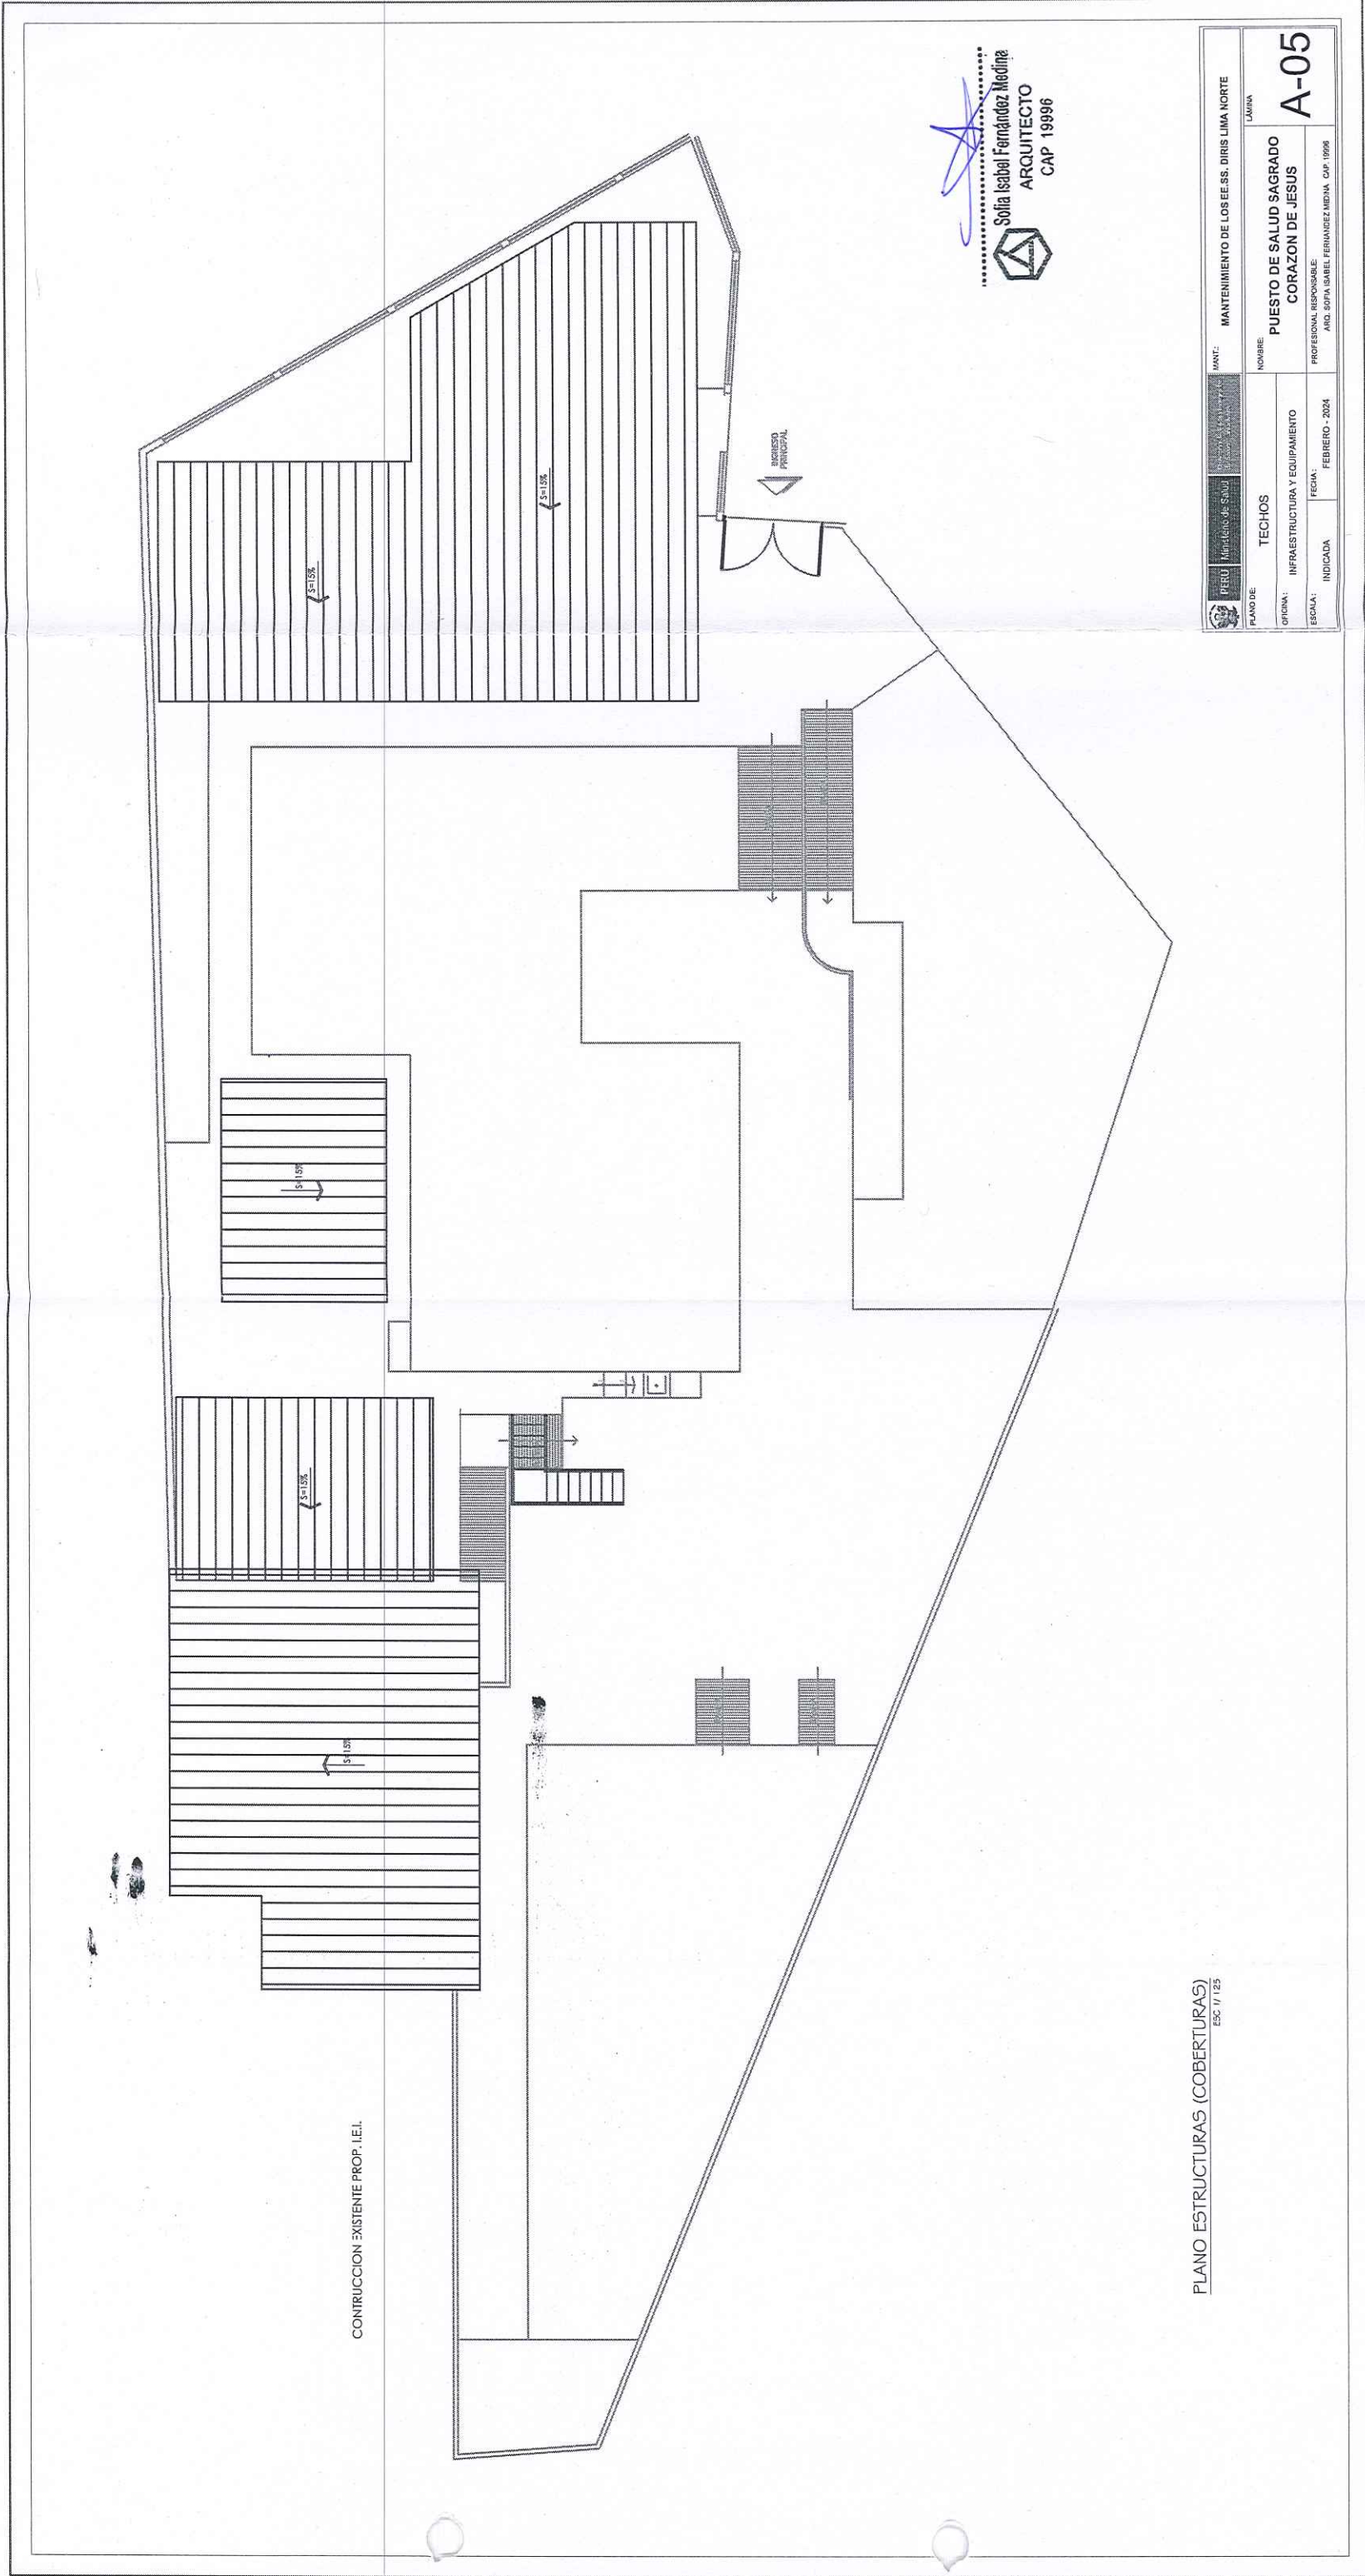 S=15%
S=15%
S=15%
S=15%
S=15%
INGRESO
PRINCIPAL
CONTRUCCION EXISTENTE PROP. I.E.I.
PLANO ESTRUCTURAS (COBERTURAS)
ESC 1/125
Sofia Isabel Fernández Medina
ARQUITECTO
CAP 19996
PERÚ Ministerio de Salud
MANT.: MANTENIMIENTO DE LOS EE.SS. DIRIS LIMA NORTE
PLANO DE: TECHOS
NOMBRE: PUESTO DE SALUD SAGRADO
CORAZON DE JESUS
LÁMINA
A-05
OFICINA: INFRAESTRUCTURA Y EQUIPAMIENTO
ESCALA: INDICADA
FECHA: FEBRERO - 2024
PROFESIONAL RESPONSABLE:
ARQ. SOFIA ISABEL FERNANDEZ MEDINA CAP. 19996